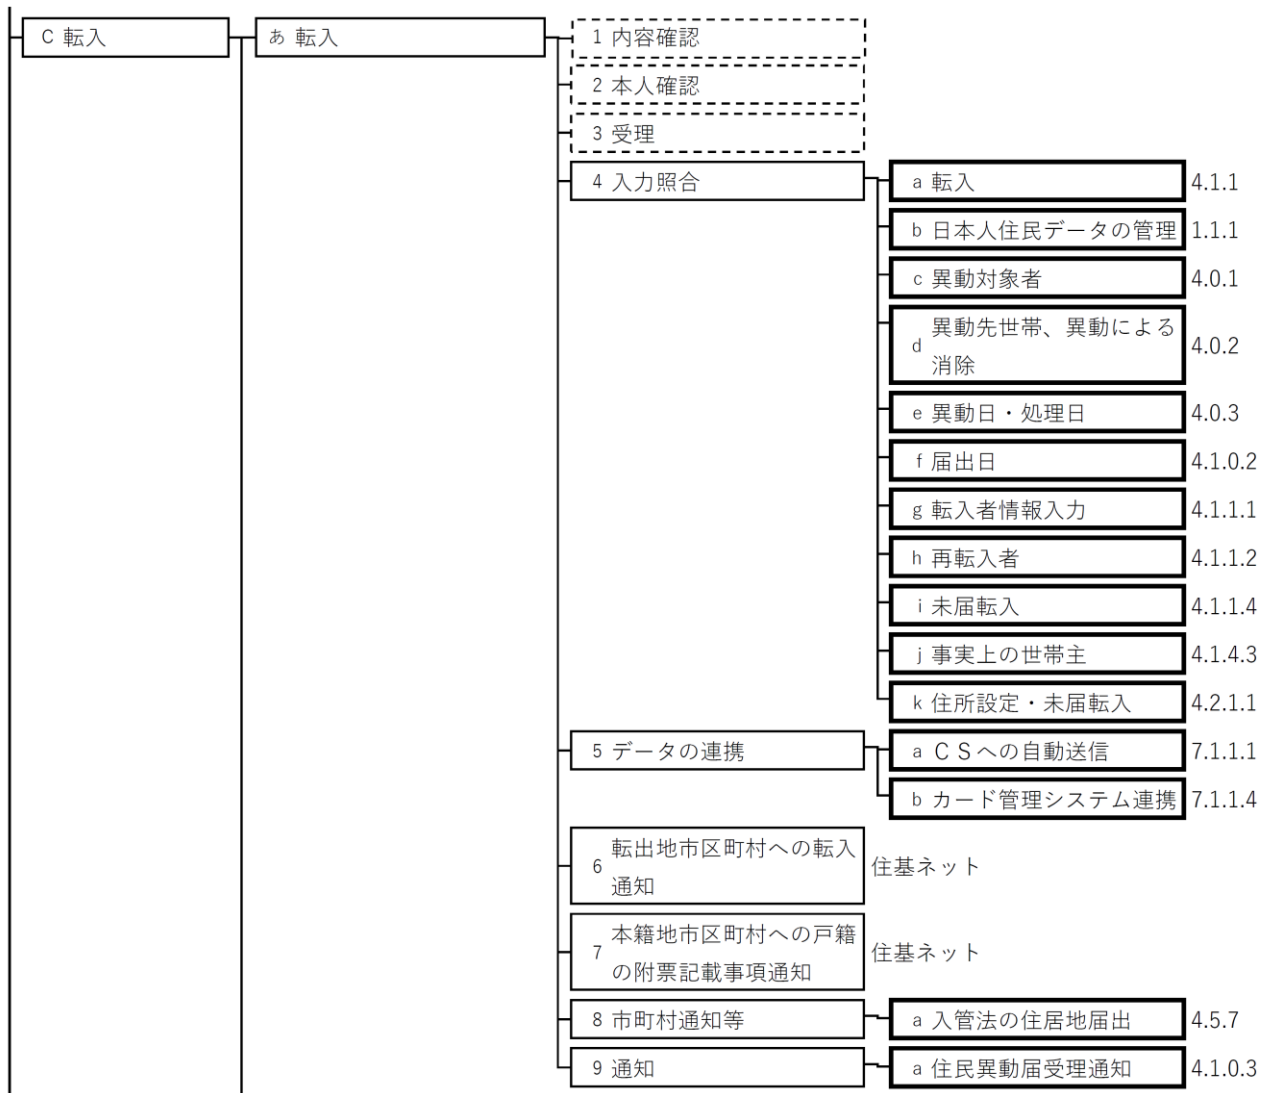 C 転入
あ 転入
1 内容確認
2 本人確認
3 受理
4 入力照合
a 転入 4.1.1
b 日本人住民データの管理 1.1.1
c 異動対象者 4.0.1
d 異動先世帯、異動による
消除 4.0.2
e 異動日・処理日 4.0.3
f 届出日 4.1.0.2
g 転入者情報入力 4.1.1.1
h 再転入者 4.1.1.2
i 未届転入 4.1.1.4
j 事実上の世帯主 4.1.4.3
k 住所設定・未届転入 4.2.1.1
5 データの連携
a ＣＳへの自動送信 7.1.1.1
b カード管理システム連携 7.1.1.4
6 転出地市区町村への転入
通知
住基ネット
7 本籍地市区町村への戸籍
の附票記載事項通知
住基ネット
8 市町村通知等
a 入管法の住居地届出 4.5.7
9 通知
a 住民異動届受理通知 4.1.0.3